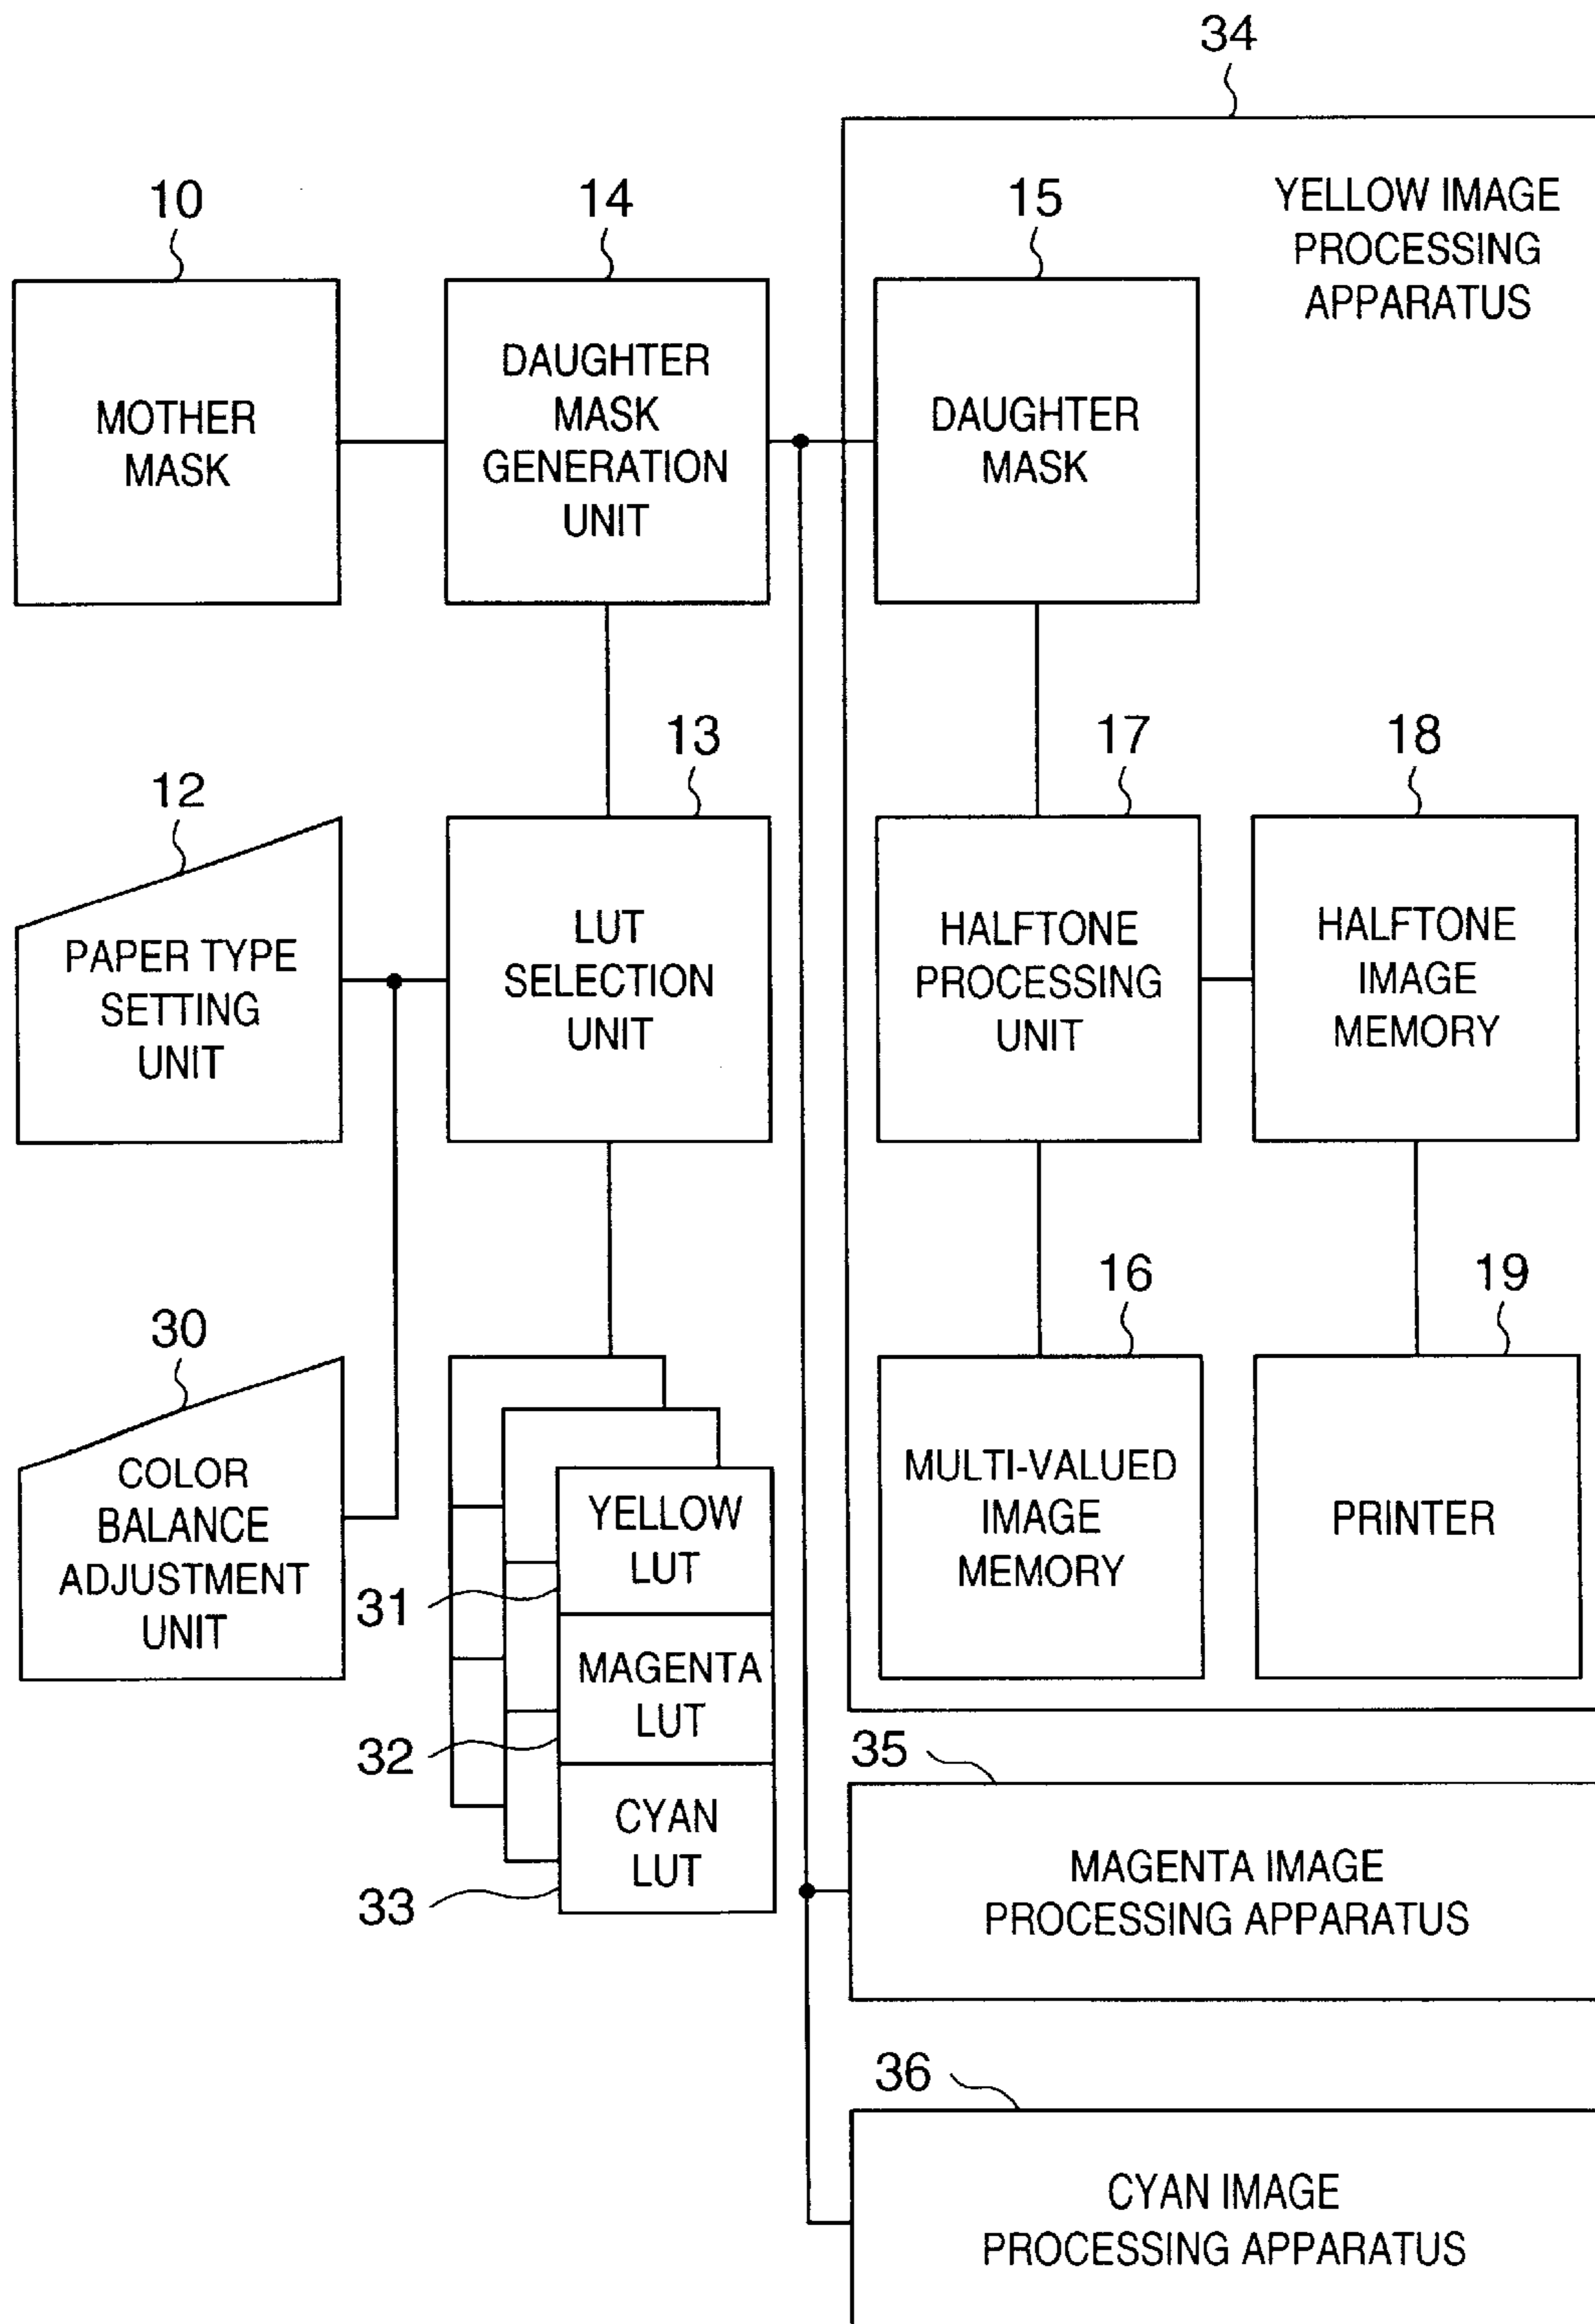 34
10
14
15
YELLOW IMAGE
PROCESSING
APPARATUS
MOTHER
MASK
DAUGHTER
MASK
GENERATION
UNIT
DAUGHTER
MASK
12
13
17
18
PAPER TYPE
SETTING
UNIT
LUT
SELECTION
UNIT
HALFTONE
PROCESSING
UNIT
HALFTONE
IMAGE
MEMORY
30
16
19
COLOR
BALANCE
ADJUSTMENT
UNIT
YELLOW
LUT
31
MAGENTA
LUT
32
CYAN
LUT
33
MULTI-VALUED
IMAGE
MEMORY
PRINTER
35
MAGENTA IMAGE
PROCESSING APPARATUS
36
CYAN IMAGE
PROCESSING APPARATUS